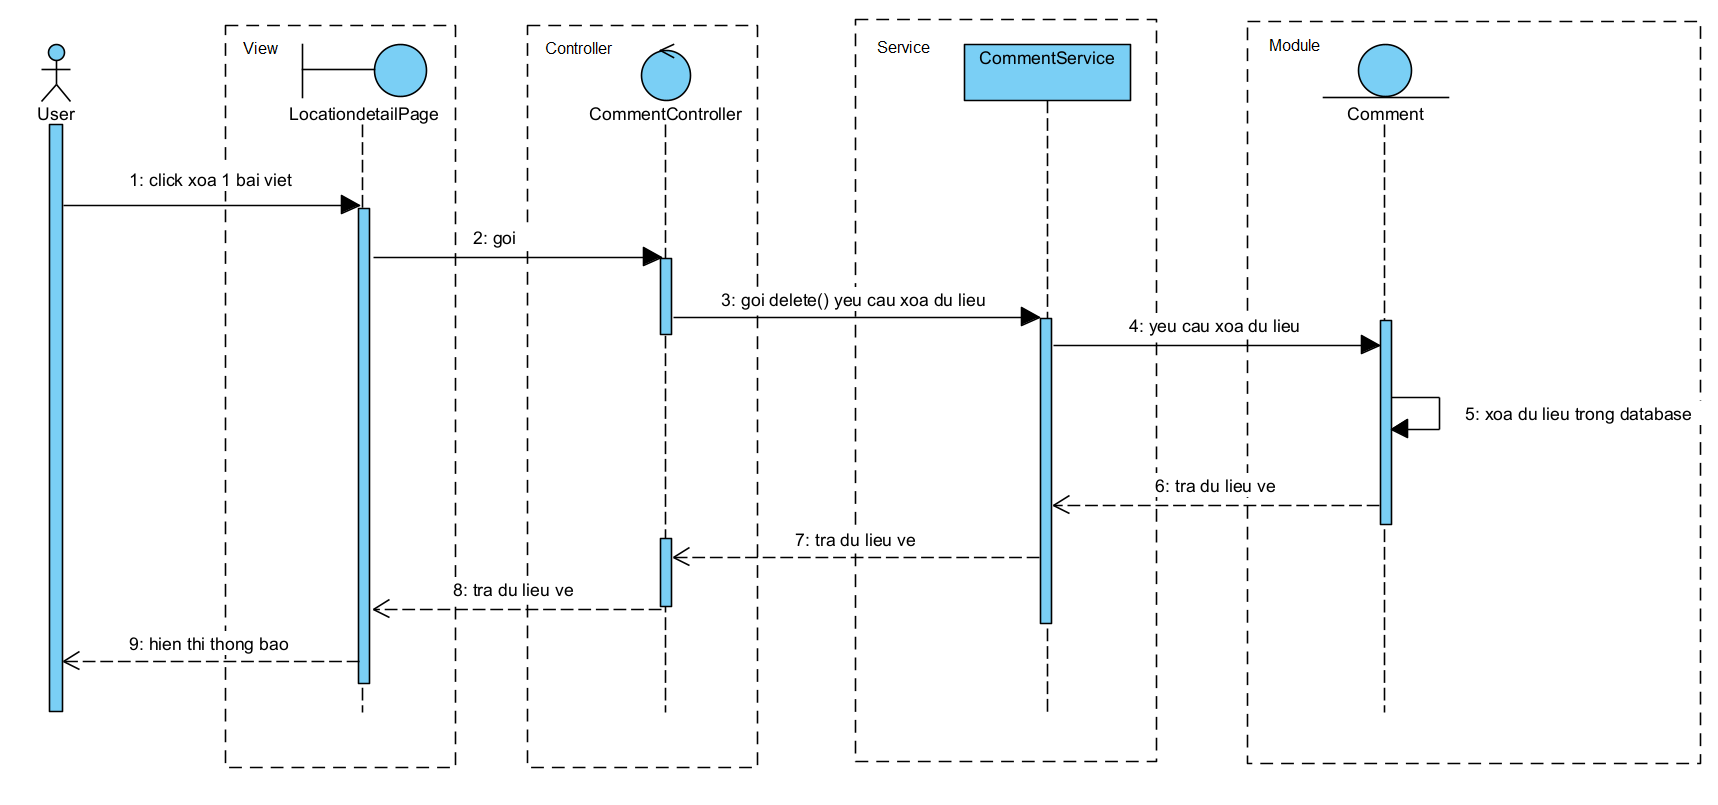 View
Controller
Service
Module
CommentService
User
LocationdetailPage
CommentController
Comment
1: click xoa 1 bai viet
2: goi
3: goi delete() yeu cau xoa du lieu
4: yeu cau xoa du lieu
5: xoa du lieu trong database
6: tra du lieu ve
7: tra du lieu ve
8: tra du lieu ve
9: hien thi thong bao